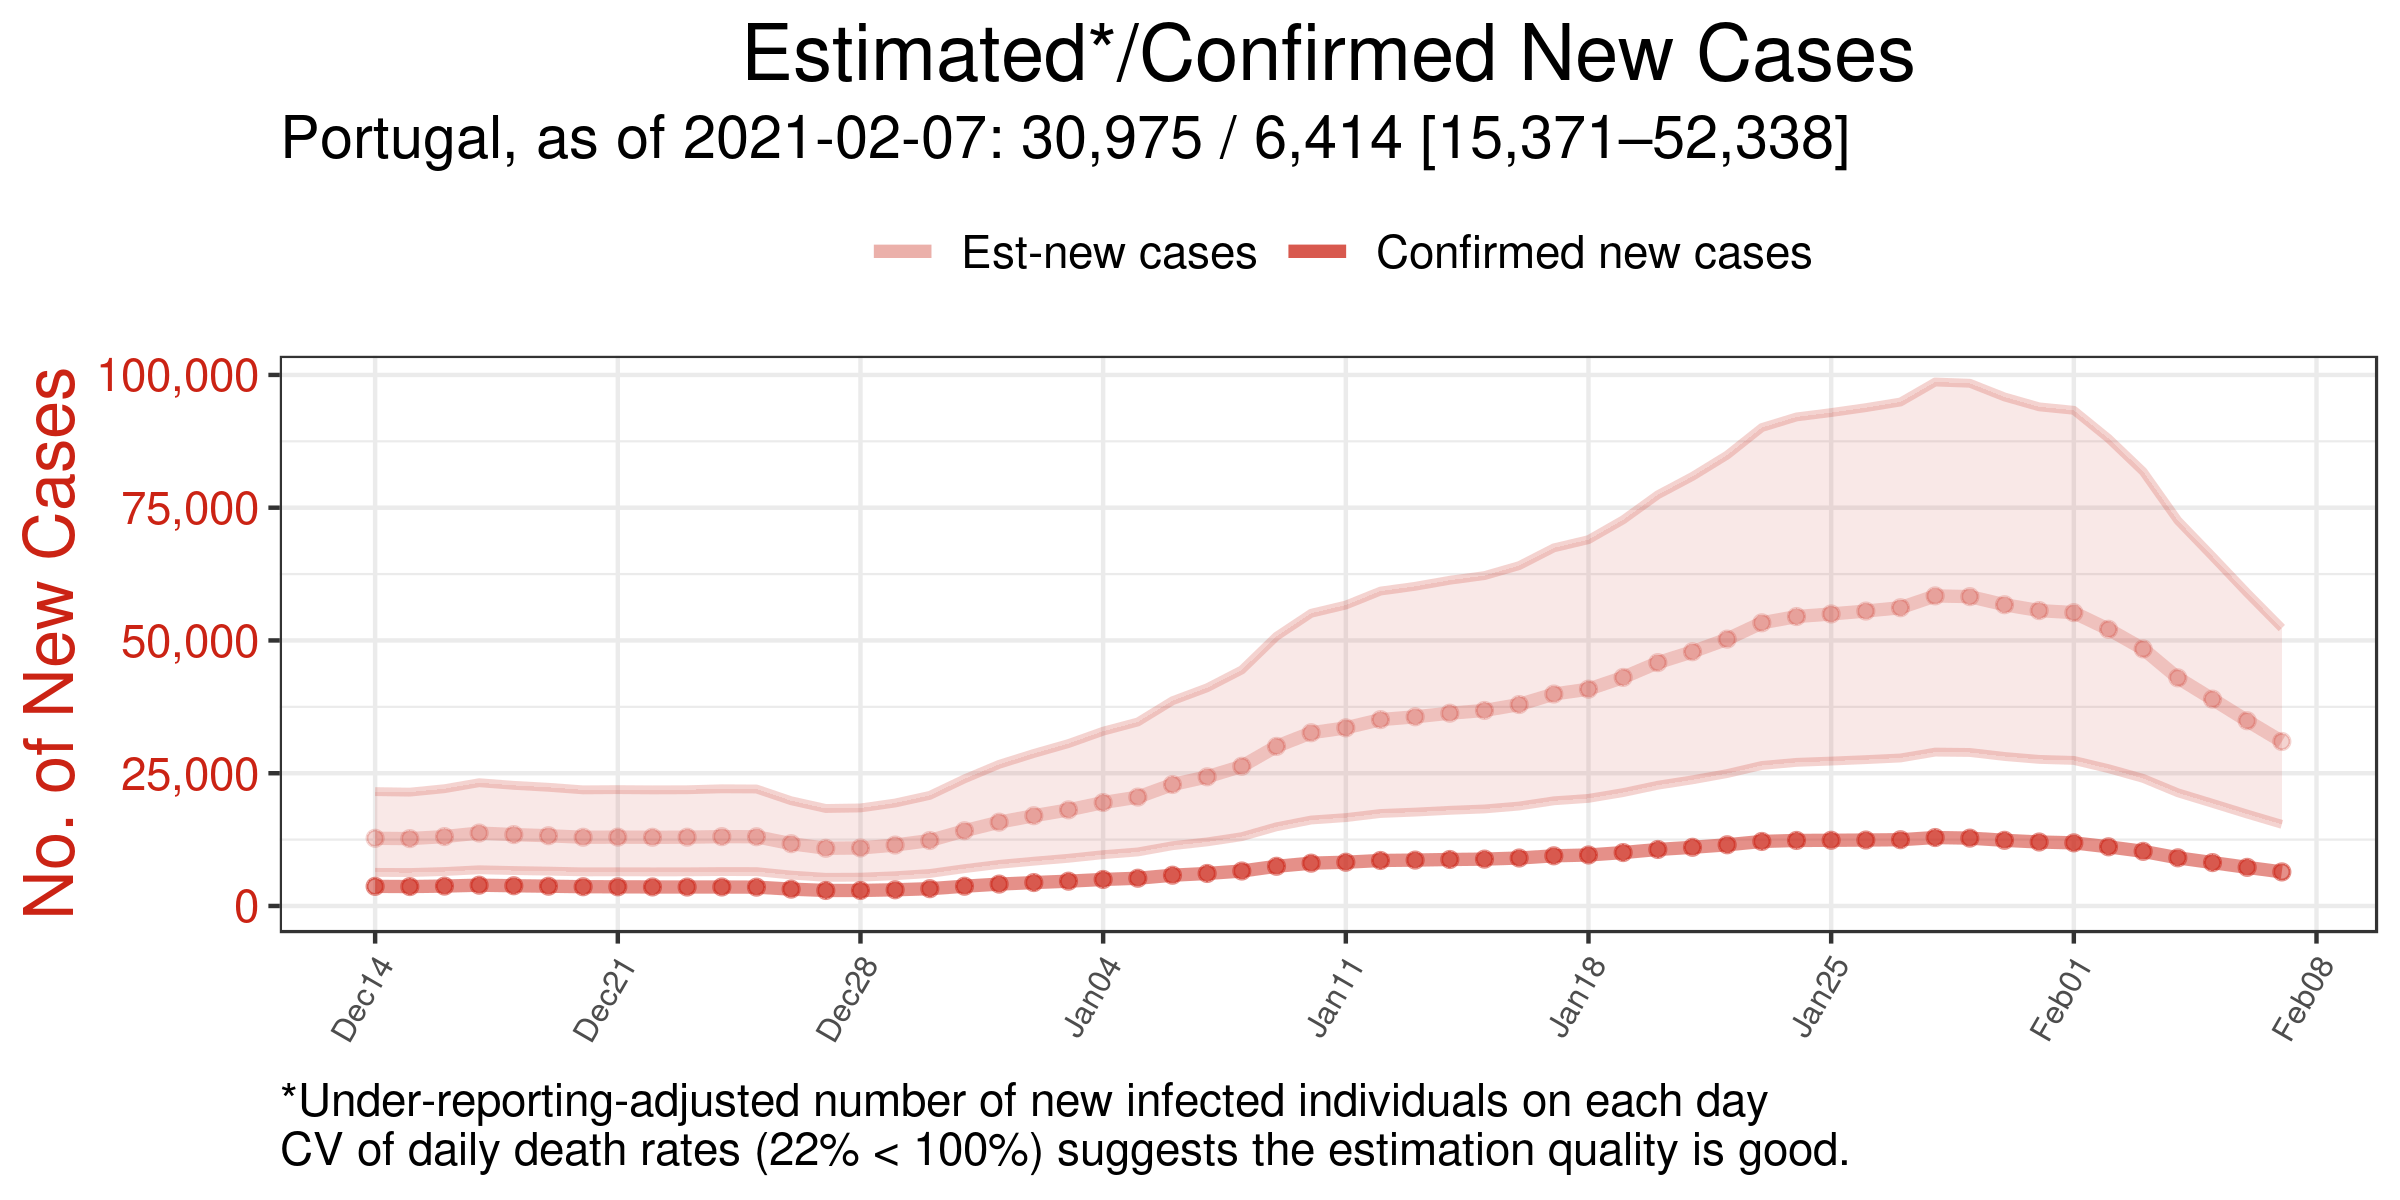 Estimated*/Confirmed New Cases
Portugal, as of 2021-02-07: 30,975 / 6,414 [15,371–52,338]
Est-new cases
Confirmed new cases
No. of New Cases
100,000
75,000
50,000
25,000
0
Dec14
Dec21
Dec28
Jan04
Jan11
Jan18
Jan25
Feb01
Feb08
*Under-reporting-adjusted number of new infected individuals on each day
CV of daily death rates (22% < 100%) suggests the estimation quality is good.